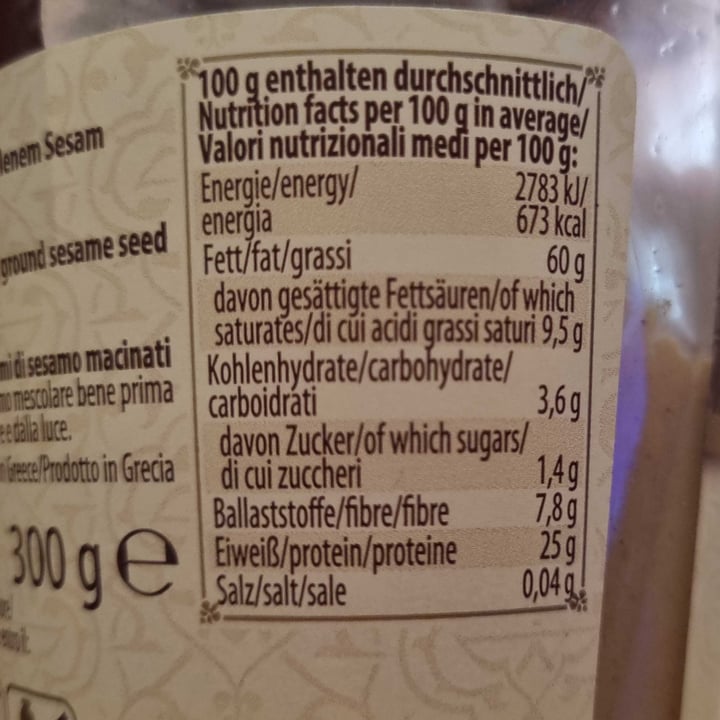 Sesam
ground sesame seed
di sesamo macinati
mescolare bene prima
dalla luce.
Greece/Prodotto in Grecia
300 g e
100 g enthalten durchschnittlich/
Nutrition facts per 100 g in average/
Valori nutrizionali medi per 100 g:
Energie/energy/ 2783 kJ/
energia 673 kcal
Fett/fat/grassi 60 g
davon gesättigte Fettsäuren/of which
saturates/di cui acidi grassi saturi 9,5 g
Kohlenhydrate/carbohydrate/
carboidrati 3,6 g
davon Zucker/of which sugars/
di cui zuccheri 1,4 g
Ballaststoffe/fibre/fibre 7,8 g
Eiweiß/protein/proteine 25 g
Salz/salt/sale 0,04 g